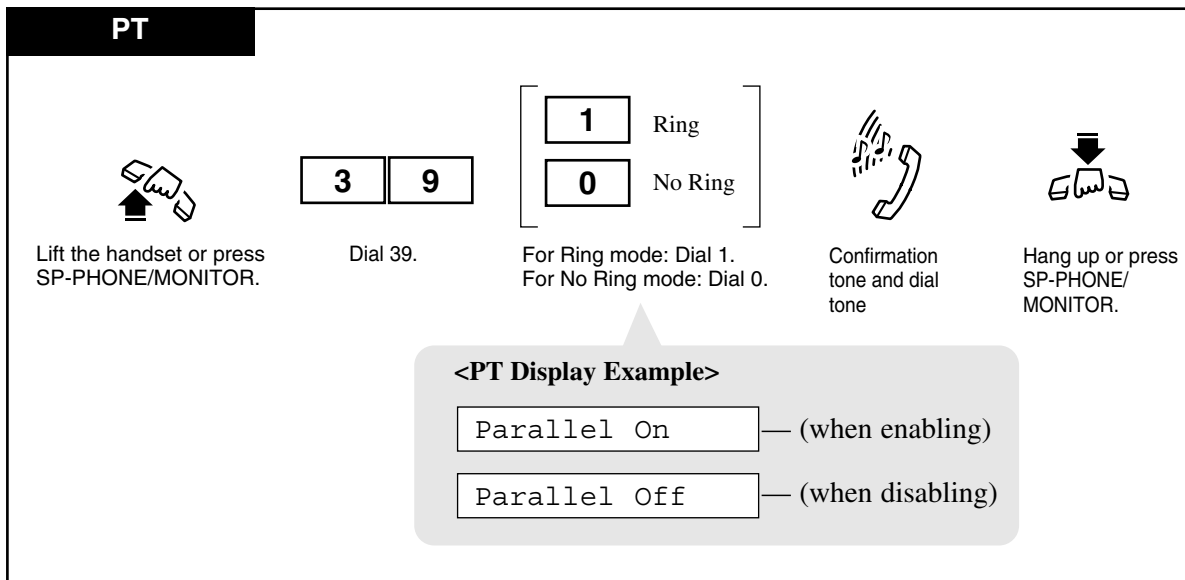 PT
1 Ring
3 9
0 No Ring
Lift the handset or press
SP-PHONE/MONITOR.
Dial 39.
For Ring mode: Dial 1.
For No Ring mode: Dial 0.
Confirmation
tone and dial
tone
Hang up or press
SP-PHONE/
MONITOR.
<PT Display Example>
Parallel On — (when enabling)
Parallel Off — (when disabling)